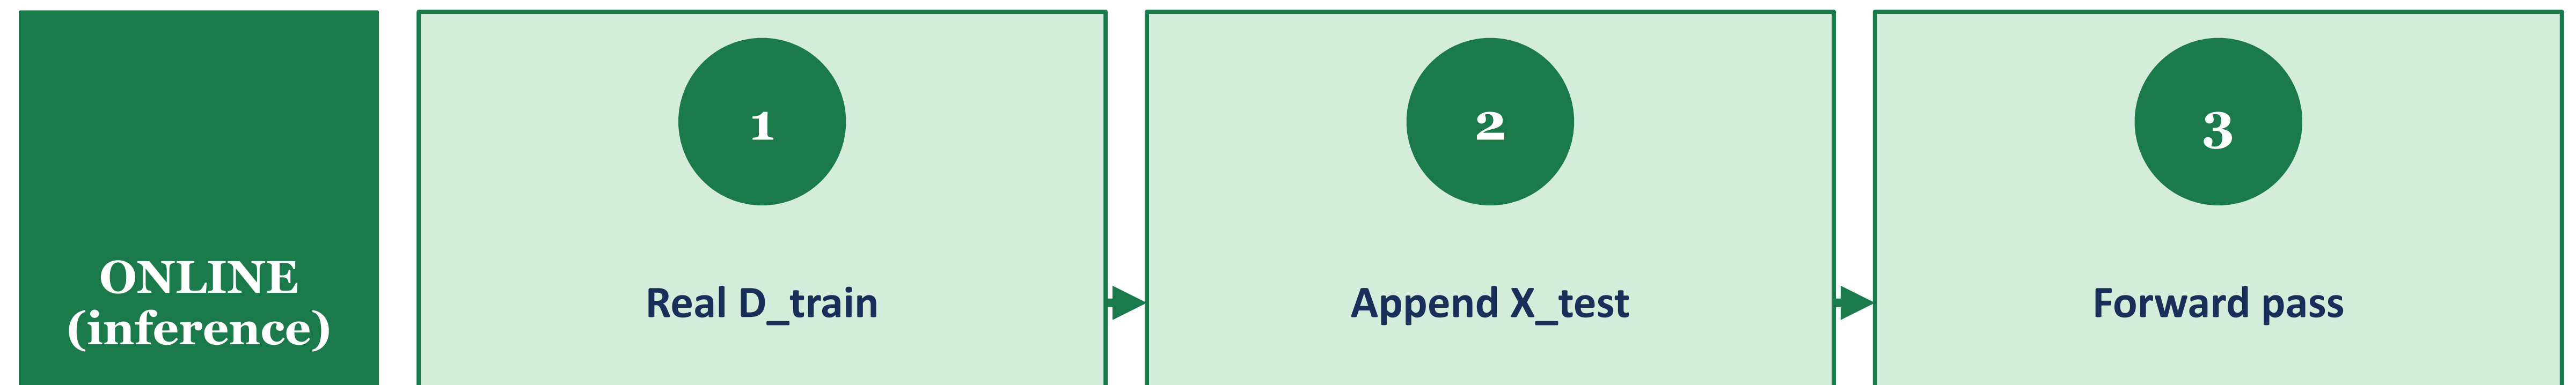 ONLINE
(inference)
1
Real D_train
2
Append X_test
3
Forward pass